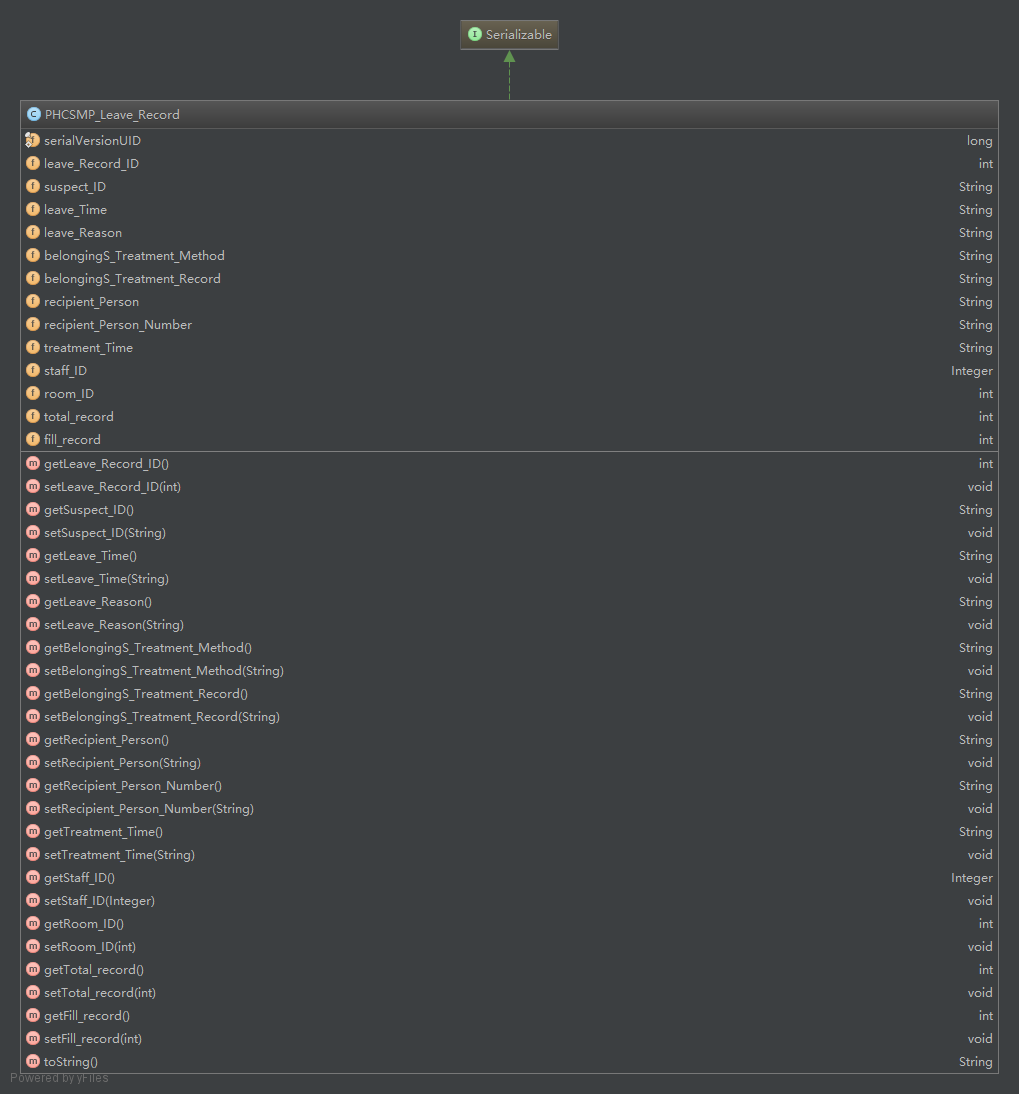 I Serializable
C PHCSMP_Leave_Record
f serialVersionUID long
f leave_Record_ID int
f suspect_ID String
f leave_Time String
f leave_Reason String
f belongingS_Treatment_Method String
f belongingS_Treatment_Record String
f recipient_Person String
f recipient_Person_Number String
f treatment_Time String
f staff_ID Integer
f room_ID int
f total_record int
f fill_record int
m getLeave_Record_ID() int
m setLeave_Record_ID(int) void
m getSuspect_ID() String
m setSuspect_ID(String) void
m getLeave_Time() String
m setLeave_Time(String) void
m getLeave_Reason() String
m setLeave_Reason(String) void
m getBelongingS_Treatment_Method() String
m setBelongingS_Treatment_Method(String) void
m getBelongingS_Treatment_Record() String
m setBelongingS_Treatment_Record(String) void
m getRecipient_Person() String
m setRecipient_Person(String) void
m getRecipient_Person_Number() String
m setRecipient_Person_Number(String) void
m getTreatment_Time() String
m setTreatment_Time(String) void
m getStaff_ID() Integer
m setStaff_ID(Integer) void
m getRoom_ID() int
m setRoom_ID(int) void
m getTotal_record() int
m setTotal_record(int) void
m getFill_record() int
m setFill_record(int) void
m toString() String
Powered by yFiles